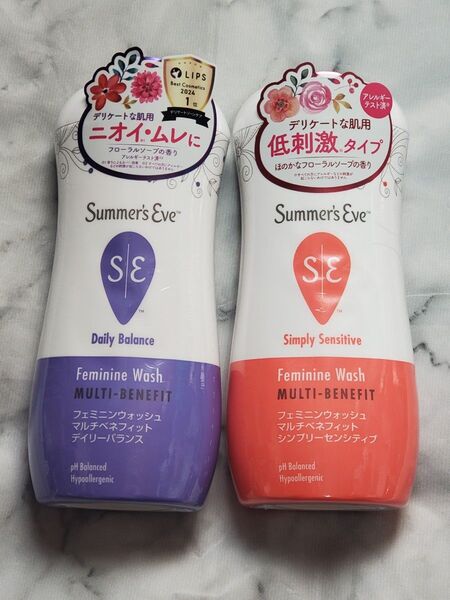 LIPS
Best Cosmetics
2024
1位
デリケートな肌用
ニオイ・ムレに
フローラルソープの香り
アレルギーテスト済
Summer's Eve™
S E
™
Daily Balance
Feminine Wash
MULTI-BENEFIT
フェミニンウォッシュ
マルチベネフィット
デイリーバランス
pH Balanced
Hypoallergenic
アレルギー
テスト済
デリケートな肌用
低刺激タイプ
ほのかなフローラルソープの香り
Summer's Eve™
S E
™
Simply Sensitive
Feminine Wash
MULTI-BENEFIT
フェミニンウォッシュ
マルチベネフィット
シンプリーセンシティブ
pH Balanced
Hypoallergenic